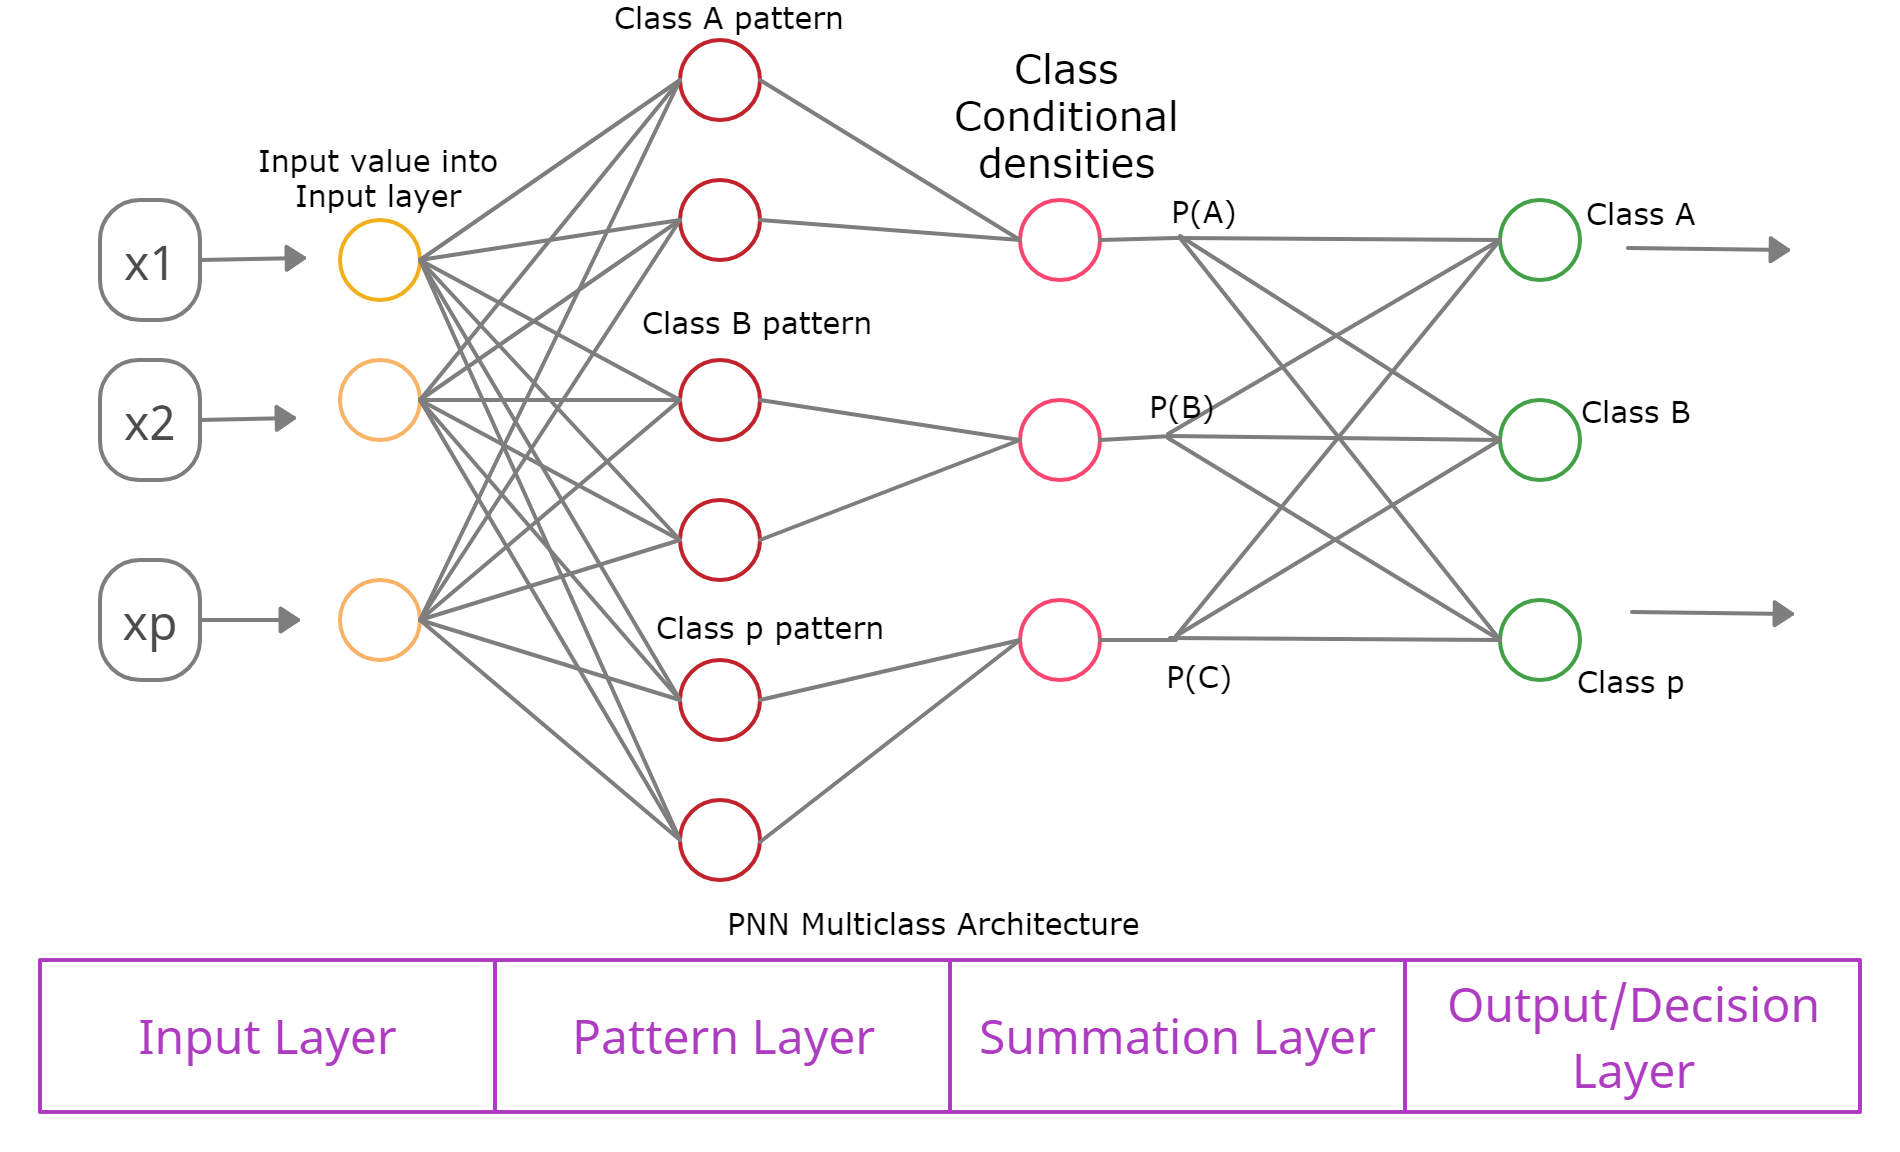 Class A pattern
Class
Conditional
densities
Input value into
Input layer
x1
P(A)
Class A
Class B pattern
x2
P(B)
Class B
xp
Class p pattern
P(C)
Class p
PNN Multiclass Architecture
Input Layer
Pattern Layer
Summation Layer
Output/Decision
Layer